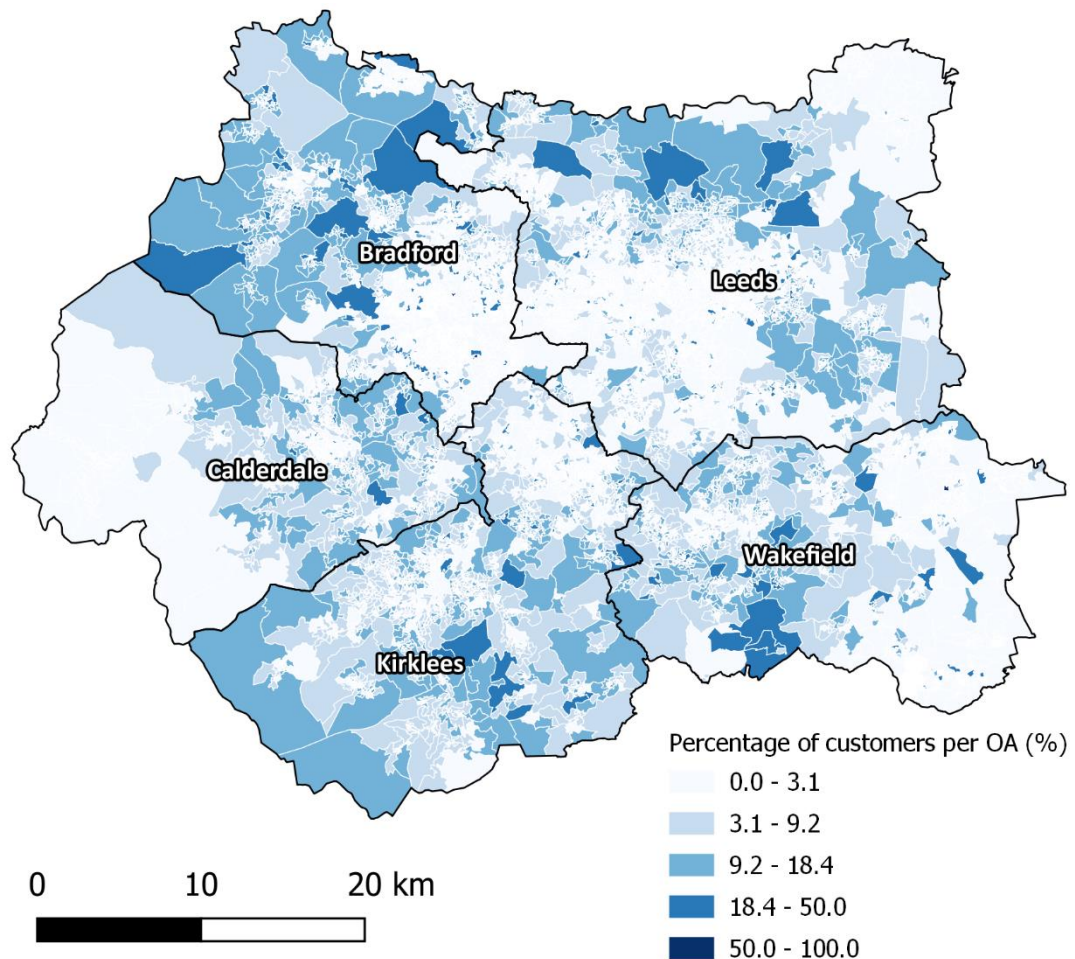 Bradford
Leeds
Calderdale
Wakefield
Kirklees
Percentage of customers per OA (%)
0.0 - 3.1
3.1 - 9.2
9.2 - 18.4
18.4 - 50.0
50.0 - 100.0
0 10 20 km